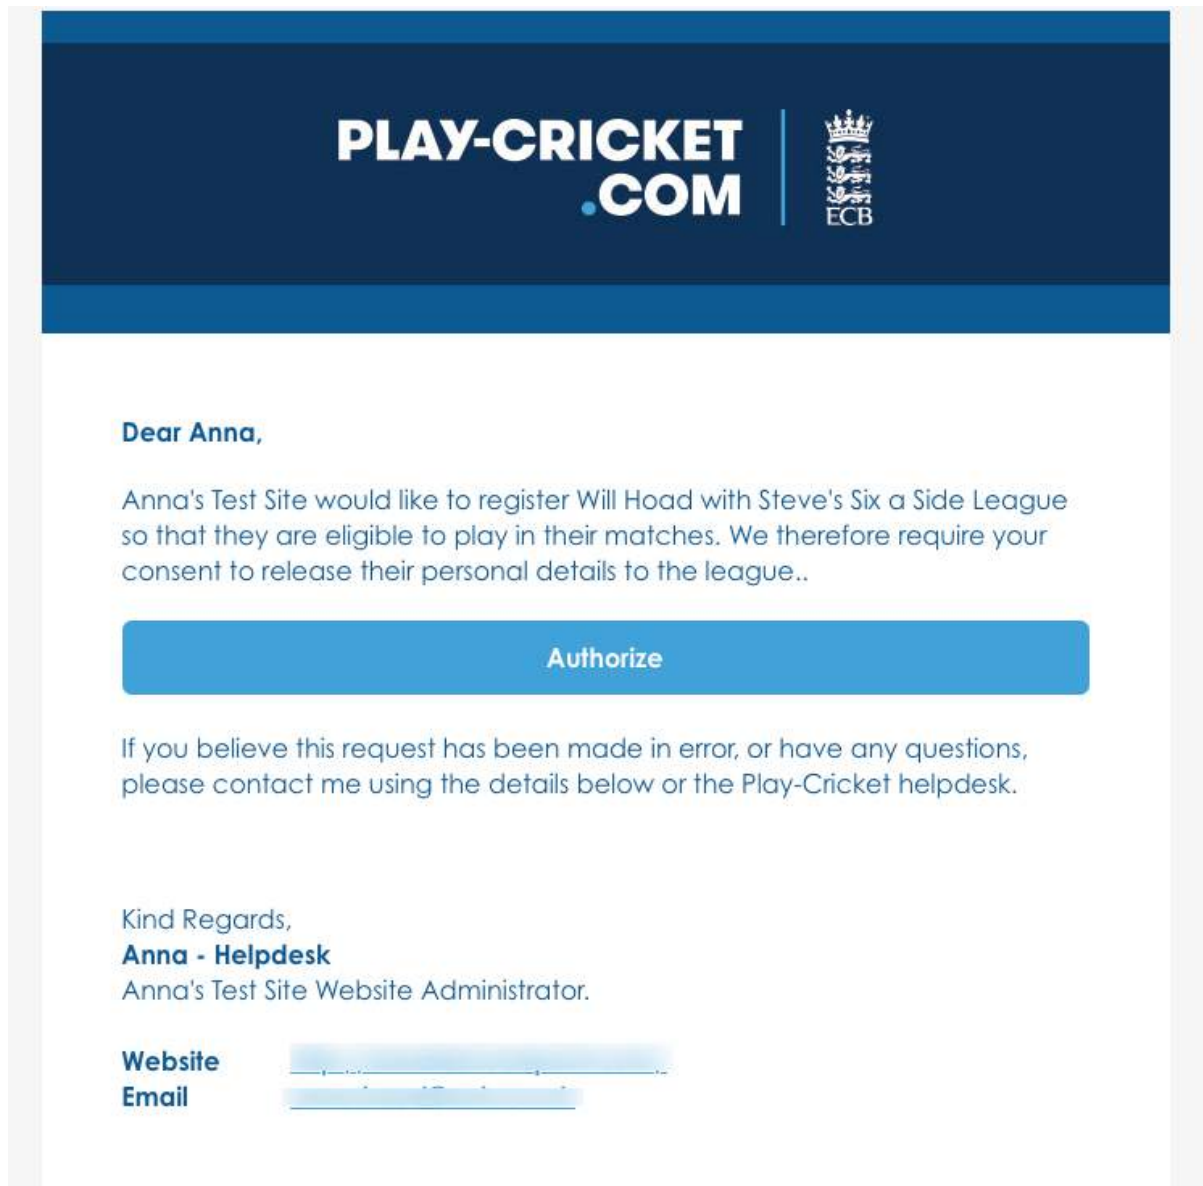 PLAY-CRICKET
.COM
ECB
Dear Anna,
Anna's Test Site would like to register Will Hoad with Steve's Six a Side League
so that they are eligible to play in their matches. We therefore require your
consent to release their personal details to the league..
Authorize
If you believe this request has been made in error, or have any questions,
please contact me using the details below or the Play-Cricket helpdesk.
Kind Regards,
Anna - Helpdesk
Anna's Test Site Website Administrator.
Website
Email